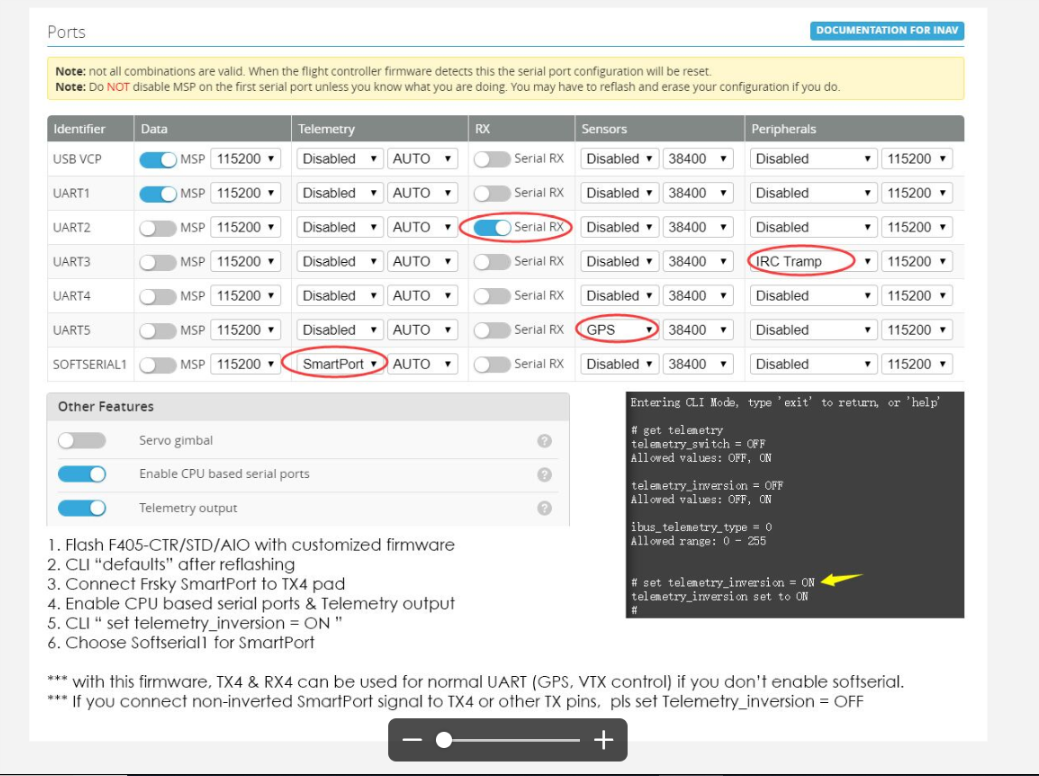 Ports
DOCUMENTATION FOR INAV
Note: not all combinations are valid. When the flight controller firmware detects this the serial port configuration will be reset.
Note: Do NOT disable MSP on the first serial port unless you know what you are doing. You may have to reflash and erase your configuration if you do.
Identifier Data Telemetry RX Sensors Peripherals
USB VCP MSP 115200 Disabled AUTO Serial RX Disabled 38400 Disabled 115200
UART1 MSP 115200 Disabled AUTO Serial RX Disabled 38400 Disabled 115200
UART2 MSP 115200 Disabled AUTO Serial RX Disabled 38400 Disabled 115200
UART3 MSP 115200 Disabled AUTO Serial RX Disabled 38400 IRC Tramp 115200
UART4 MSP 115200 Disabled AUTO Serial RX Disabled 38400 Disabled 115200
UART5 MSP 115200 Disabled AUTO Serial RX GPS 38400 Disabled 115200
SOFTSERIAL1 MSP 115200 SmartPort AUTO Serial RX Disabled 38400 Disabled 115200
Other Features
Servo gimbal
Enable CPU based serial ports
Telemetry output
Entering CLI Mode, type 'exit' to return, or 'help'
# get telemetry
telemetry_switch = OFF
Allowed values: OFF, ON
telemetry_inversion = OFF
Allowed values: OFF, ON
ibus_telemetry_type = 0
Allowed range: 0 - 255
# set telemetry_inversion = ON
telemetry_inversion set to ON
#
1. Flash F405-CTR/STD/AIO with customized firmware
2. CLI “defaults” after reflashing
3. Connect Frsky SmartPort to TX4 pad
4. Enable CPU based serial ports & Telemetry output
5. CLI “ set telemetry_inversion = ON ”
6. Choose Softserial1 for SmartPort
*** with this firmware, TX4 & RX4 can be used for normal UART (GPS, VTX control) if you don’t enable softserial.
*** If you connect non-inverted SmartPort signal to TX4 or other TX pins, pls set Telemetry_inversion = OFF